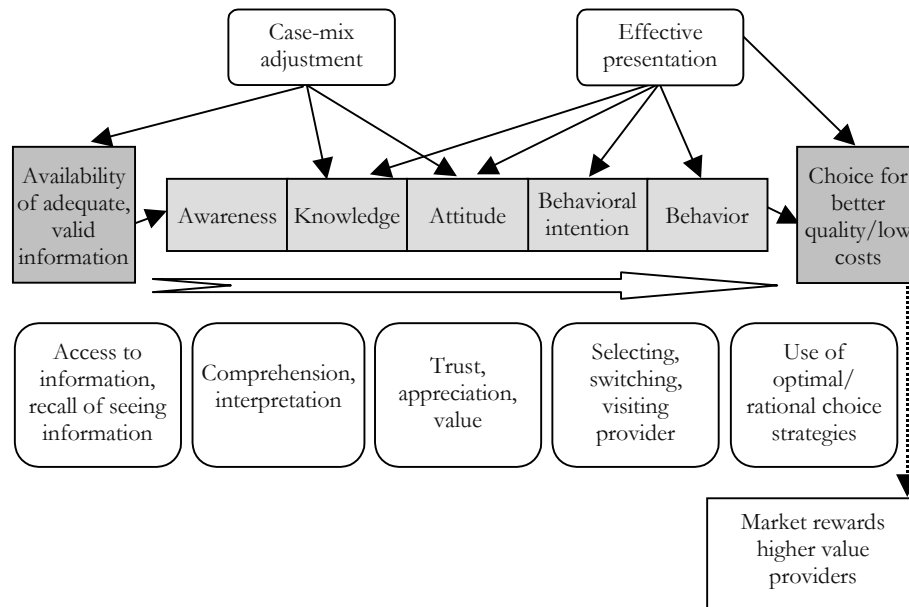 Case-mix
adjustment
Effective
presentation
Availability
of adequate,
valid
information
Awareness
Knowledge
Attitude
Behavioral
intention
Behavior
Choice for
better
quality/low
costs
Access to
information,
recall of seeing
information
Comprehension,
interpretation
Trust,
appreciation,
value
Selecting,
switching,
visiting
provider
Use of
optimal/
rational choice
strategies
Market rewards
higher value
providers